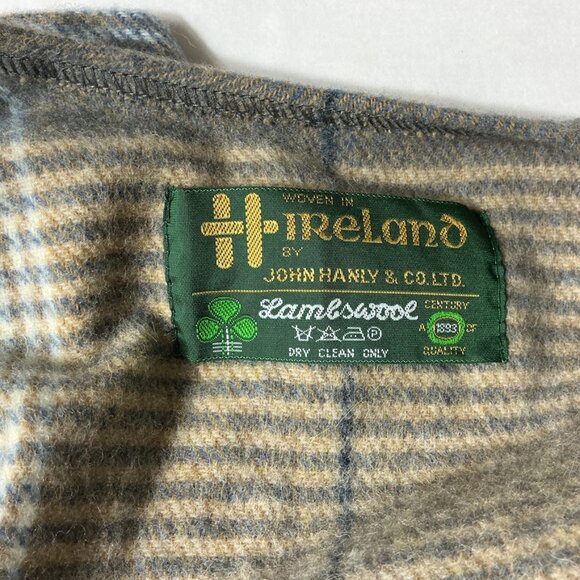 WOVEN IN
H IRELAND
BY
JOHN HANLY & CO. LTD.
Lambswool
CENTURY
A 1893 OF
QUALITY
P
DRY CLEAN ONLY